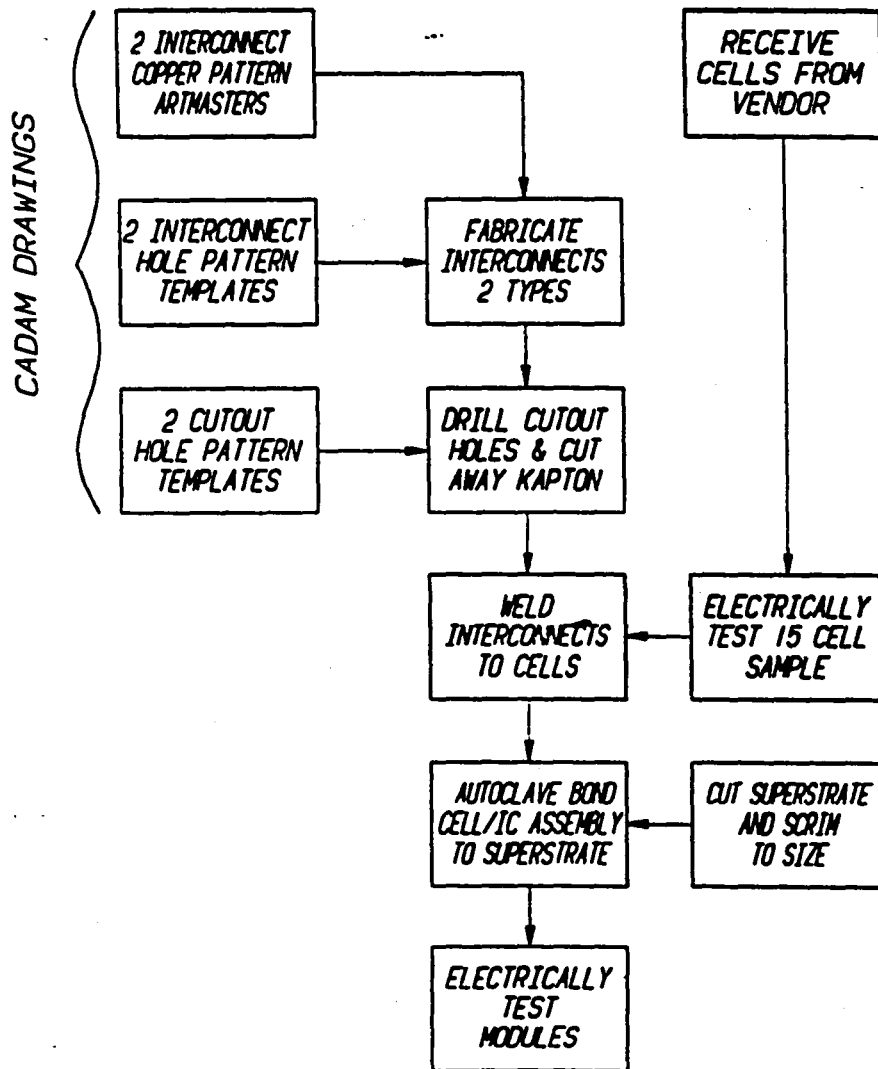 CADAM DRAWINGS
2 INTERCONNECT
COPPER PATTERN
ARTMASTERS
RECEIVE
CELLS FROM
VENDOR
2 INTERCONNECT
HOLE PATTERN
TEMPLATES
FABRICATE
INTERCONNECTS
2 TYPES
2 CUTOUT
HOLE PATTERN
TEMPLATES
DRILL CUTOUT
HOLES & CUT
AWAY KAPTON
WELD
INTERCONNECTS
TO CELLS
ELECTRICALLY
TEST 15 CELL
SAMPLE
AUTOCLAVE BOND
CELL/IC ASSEMBLY
TO SUPERSTRATE
CUT SUPERSTRATE
AND SCRIM
TO SIZE
ELECTRICALLY
TEST
MODULES